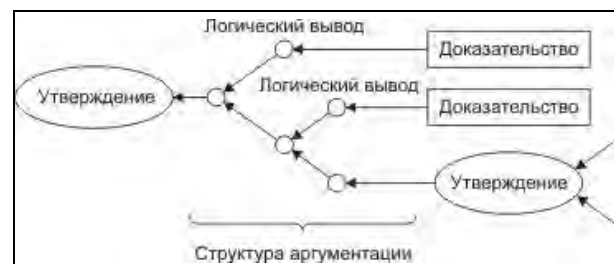 Логический вывод
Доказательство
Утверждение
Логический вывод
Доказательство
Утверждение
Структура аргументации